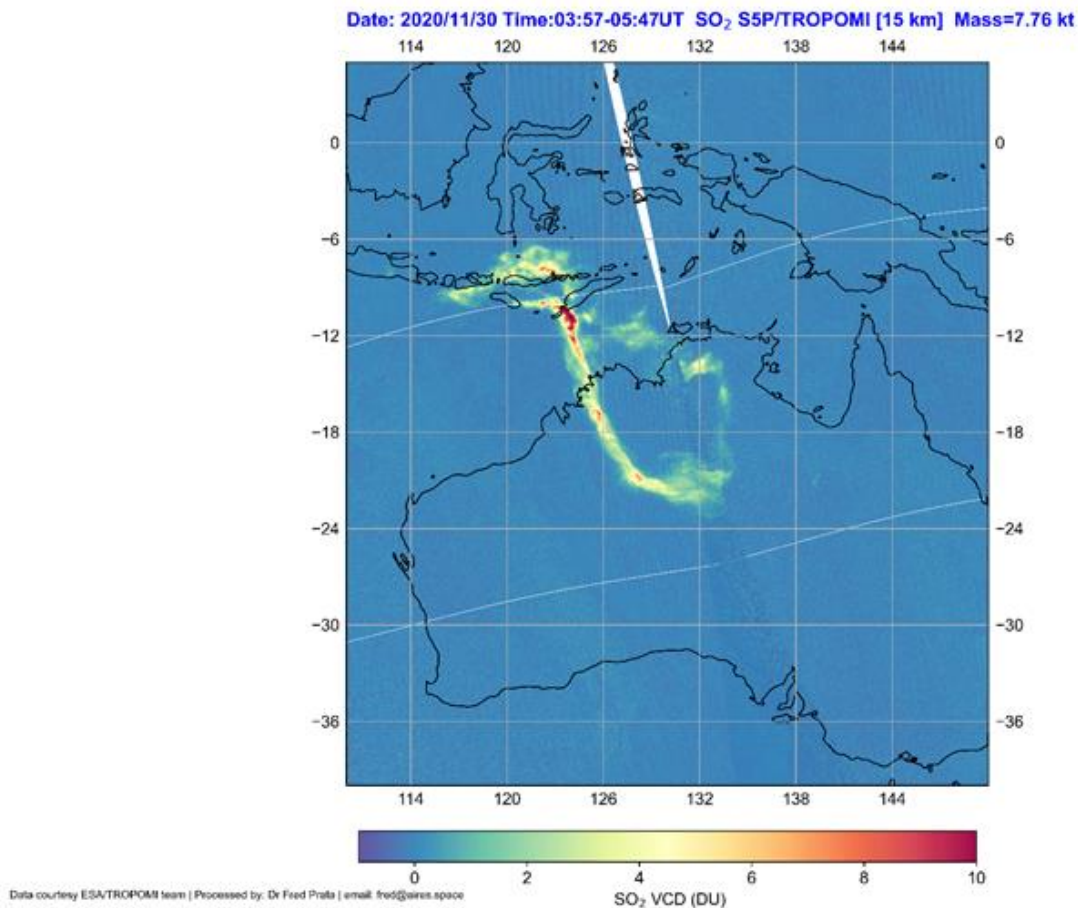 Date: 2020/11/30 Time:03:57-05:47UT SO₂ S5P/TROPOMI [15 km] Mass=7.76 kt
114 120 126 132 138 144
0 0
−6 −6
−12 −12
−18 −18
−24 −24
−30 −30
−36 −36
114 120 126 132 138 144
0 2 4 6 8 10
SO₂ VCD (DU)
Data courtesy ESA/TROPOMI team | Processed by: Dr Fred Prata | email: fred@aires.space